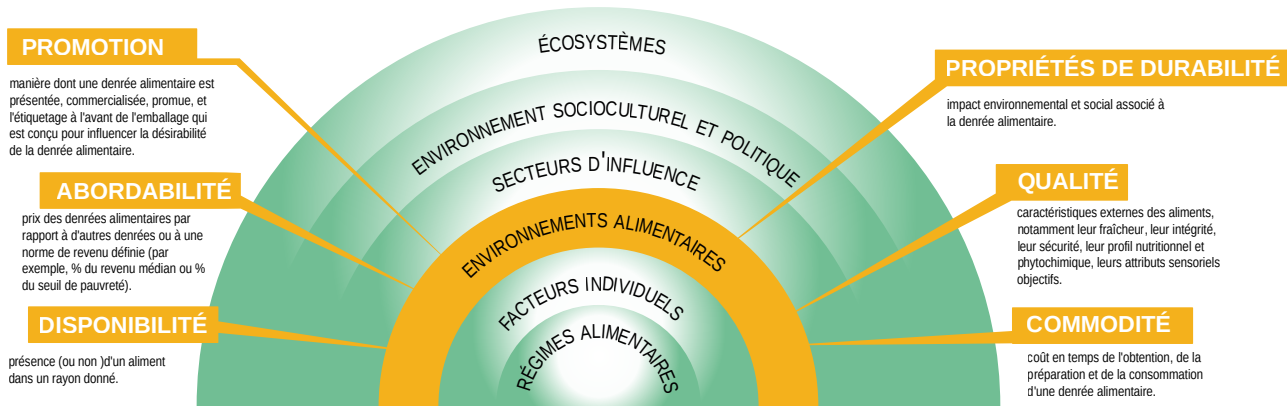 PROMOTION
manière dont une denrée alimentaire est
présentée, commercialisée, promue, et
l'étiquetage à l'avant de l'emballage qui
est conçu pour influencer la désirabilité
de la denrée alimentaire.
ABORDABILITÉ
prix des denrées alimentaires par
rapport à d'autres denrées ou à une
norme de revenu définie (par
exemple, % du revenu médian ou %
du seuil de pauvreté).
DISPONIBILITÉ
présence (ou non )d'un aliment
dans un rayon donné.
ÉCOSYSTÈMES
ENVIRONNEMENT SOCIOCULTUREL ET POLITIQUE
SECTEURS D'INFLUENCE
ENVIRONNEMENTS ALIMENTAIRES
FACTEURS INDIVIDUELS
RÉGIMES ALIMENTAIRES
PROPRIÉTÉS DE DURABILITÉ
impact environnemental et social associé à
la denrée alimentaire.
QUALITÉ
caractéristiques externes des aliments,
notamment leur fraîcheur, leur intégrité,
leur sécurité, leur profil nutritionnel et
phytochimique, leurs attributs sensoriels
objectifs.
COMMODITÉ
coût en temps de l'obtention, de la
préparation et de la consommation
d'une denrée alimentaire.